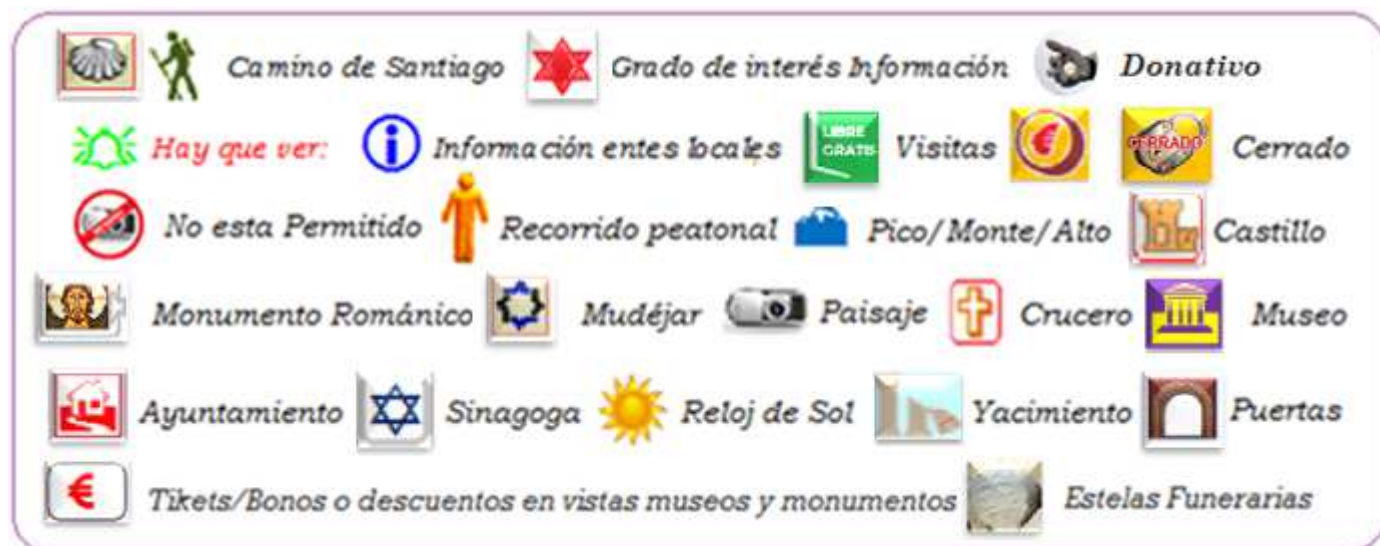 Camino de Santiago Grado de interés Información Donativo
Hay que ver: Información entes locales LIBRE GRATIS Visitas € CERRADO Cerrado
No esta Permitido Recorrido peatonal Pico/Monte/Alto Castillo
Monumento Románico Mudéjar Paisaje Crucero Museo
Ayuntamiento Sinagoga Reloj de Sol Yacimiento Puertas
€ Tikets/Bonos o descuentos en vistas museos y monumentos Estelas Funerarias